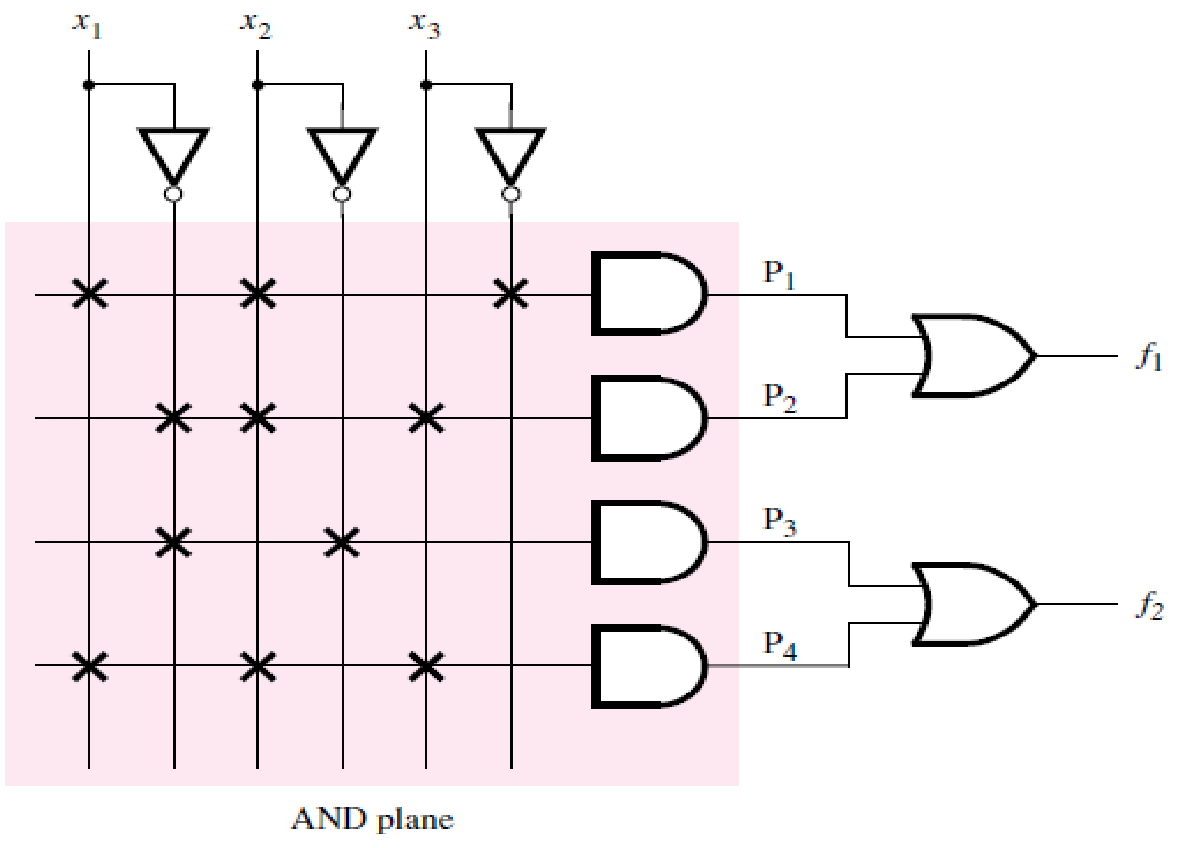 x₁ x₂ x₃
P₁
f₁
P₂
P₃
f₂
P₄
AND plane